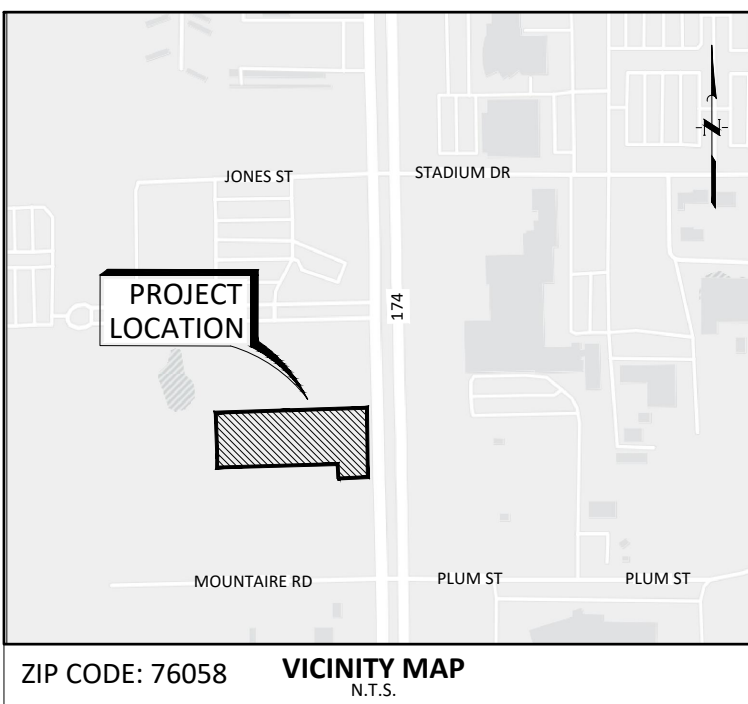 N
JONES ST
STADIUM DR
PROJECT
LOCATION
174
MOUNTAIRE RD
PLUM ST
PLUM ST
ZIP CODE: 76058
VICINITY MAP
N.T.S.